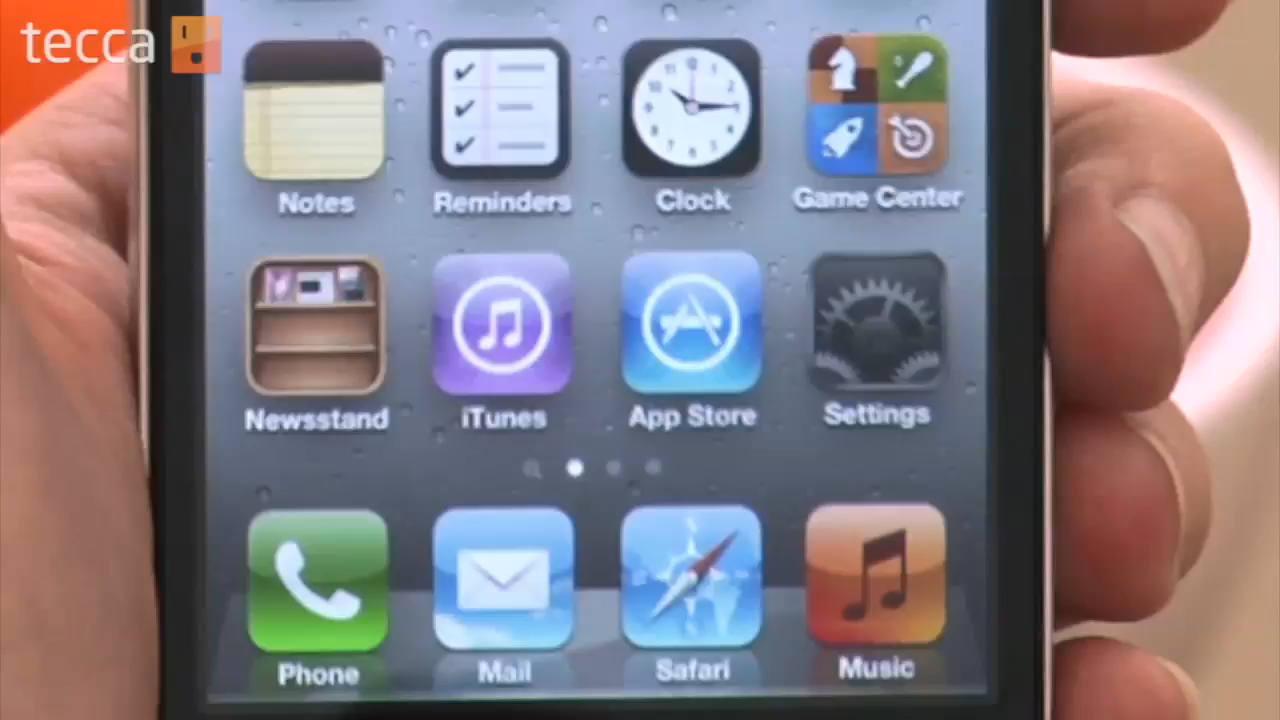 tecca
Notes Reminders Clock Game Center
Newsstand iTunes App Store Settings
Phone Mail Safari Music